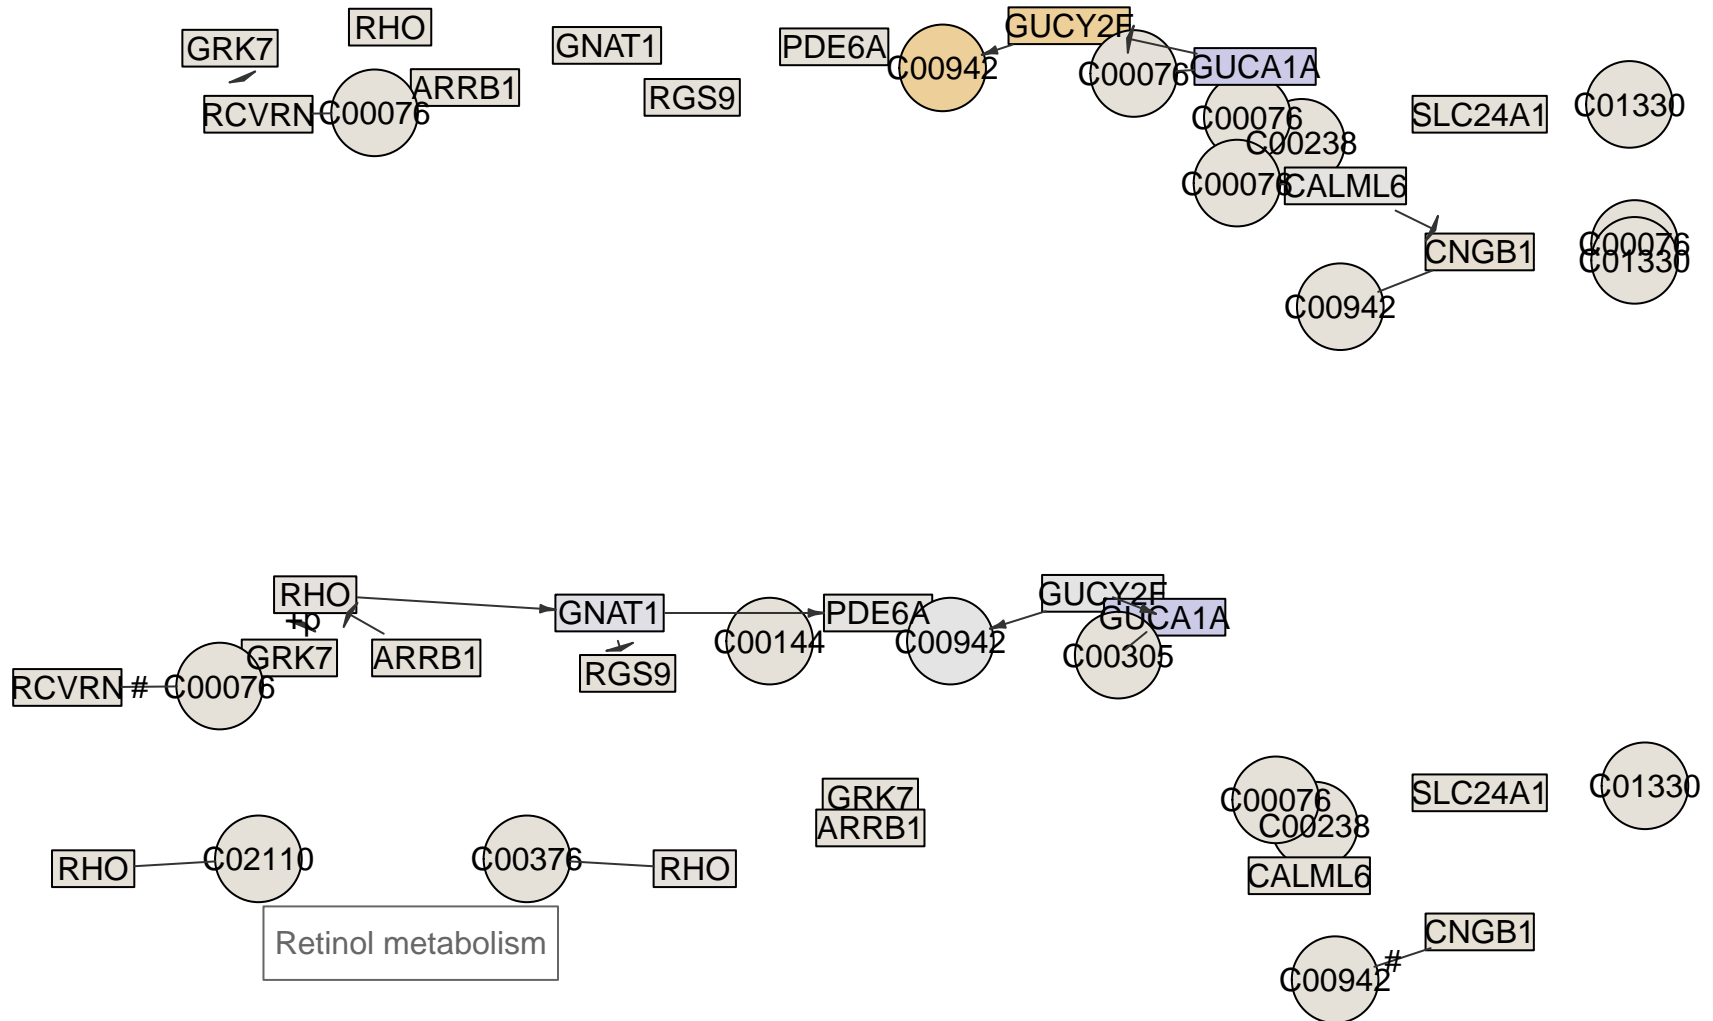 RHO
GRK7
GNAT1
PDE6A
GUCY2F
C00942
C00076
GUCA1A
ARRB1
RGS9
RCVRN
C00076
C00076
C00238
SLC24A1
C01330
C00076
CALML6
CNGB1
C00076
C01330
C00942
RHO
+p
GNAT1
PDE6A
GUCY2F
GUCA1A
C00144
C00942
C00305
GRK7
ARRB1
RGS9
RCVRN
#
C00076
GRK7
ARRB1
C00076
C00238
SLC24A1
C01330
RHO
C02110
C00376
RHO
CALML6
Retinol metabolism
CNGB1
#
C00942